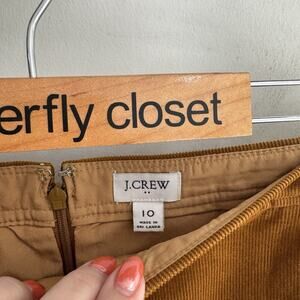 erfly closet
J.CREW
10
MADE IN
SRI LANKA